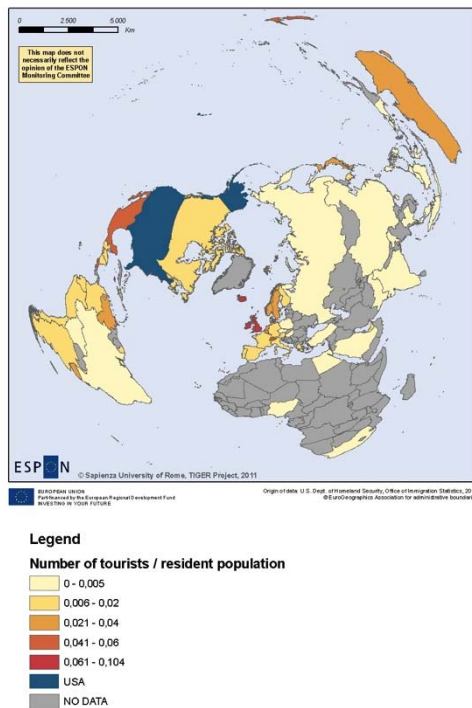 0 2.500 5.000
Km
This map does not
necessarily reflect the
opinion of the ESPON
Monitoring Committee
ESPON
© Sapienza University of Rome, TIGER Project, 2011
EUROPEAN UNION
Part-financed by the European Regional Development Fund
INVESTING IN YOUR FUTURE
Origin of data: U.S. Dept. of Homeland Security, Office of Immigration Statistics, 20
© EuroGeographics Association for administrative boundari
Legend
Number of tourists / resident population
0 - 0,005
0,006 - 0,02
0,021 - 0,04
0,041 - 0,06
0,061 - 0,104
USA
NO DATA